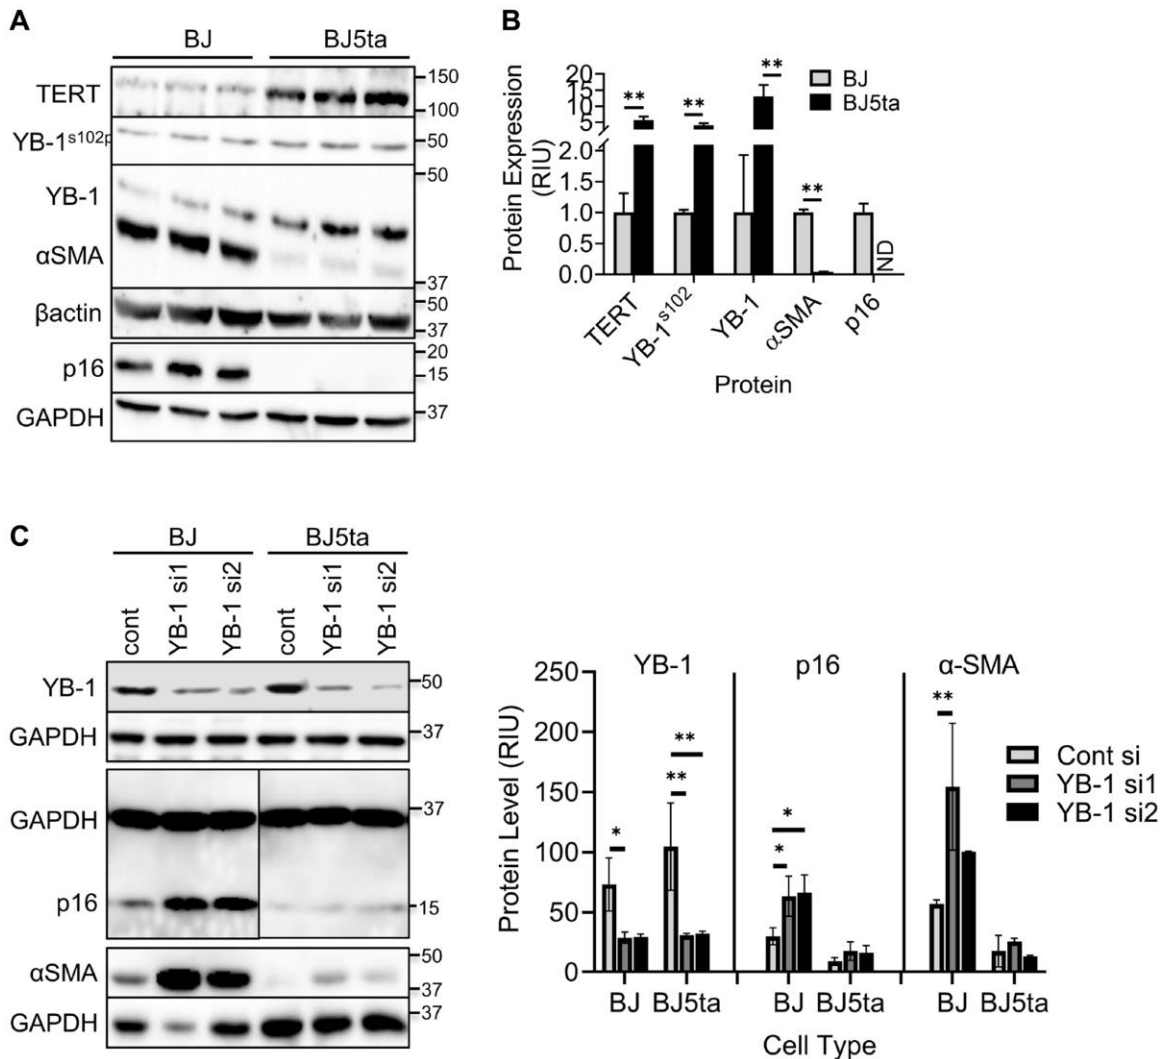 A
BJ BJ5ta
TERT
150
100
YB-1s102p
50
50
YB-1
αSMA
37
βactin
50
37
p16
20
15
GAPDH
37
B
Protein Expression
(RIU)
20
15
10
5
2.0
1.5
1.0
0.5
0.0
** ** ** **
BJ
BJ5ta
ND
TERT YB-1s102 YB-1 αSMA p16
Protein
C
BJ BJ5ta
cont YB-1 si1 YB-1 si2 cont YB-1 si1 YB-1 si2
YB-1
50
GAPDH
37
GAPDH
37
p16
15
αSMA
50
37
GAPDH
37
Protein Level (RIU)
250
200
150
100
50
0
YB-1 p16 α-SMA
* ** ** * * **
Cont si
YB-1 si1
YB-1 si2
BJ BJ5ta BJ BJ5ta BJ BJ5ta
Cell Type